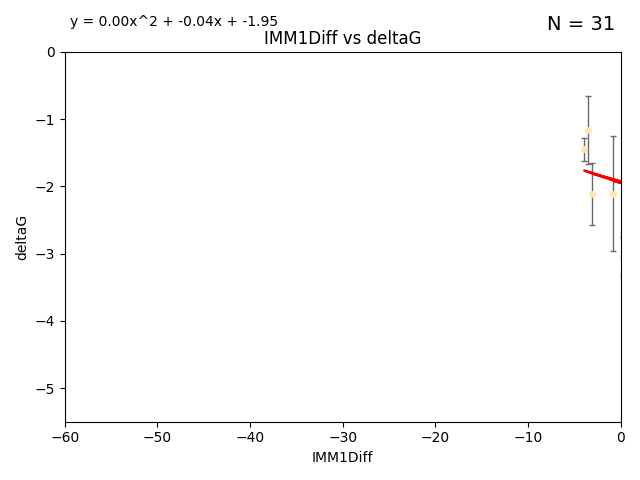 y = 0.00x^2 + -0.04x + -1.95
N = 31
IMM1Diff vs deltaG
0
−1
−2
−3
−4
−5
deltaG
−60 −50 −40 −30 −20 −10 0
IMM1Diff